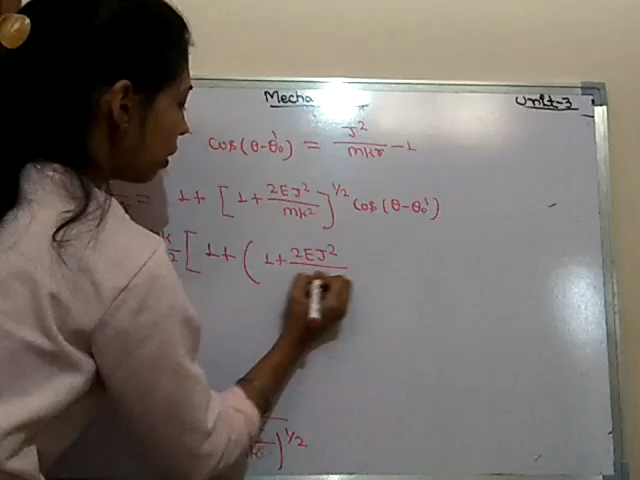 Mecha Unit-3
cos(θ-θ₀') = J²/mkr - 1
= 1+ [1+ 2EJ²/mk²]^1/2 cos(θ-θ₀')
k/2 [1+ (1+ 2EJ²
)^1/2